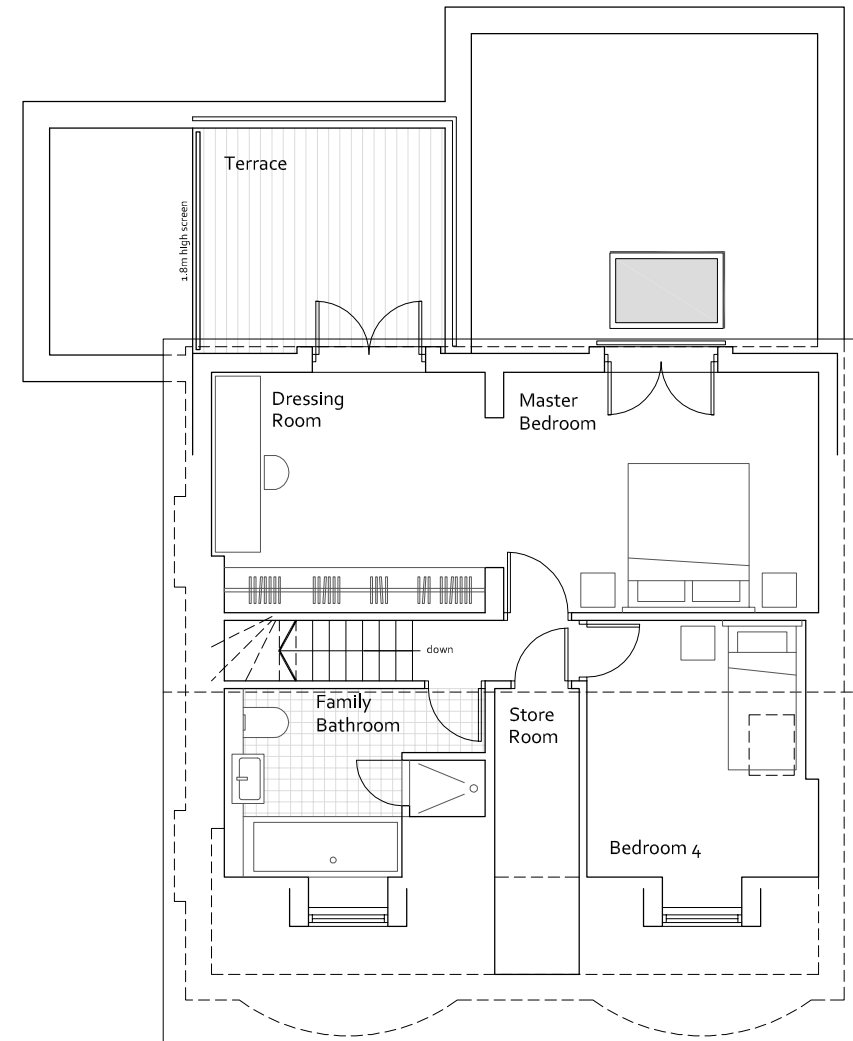 Terrace
1.8m high screen
Dressing
Room
Master
Bedroom
down
Family
Bathroom
Store
Room
Bedroom 4